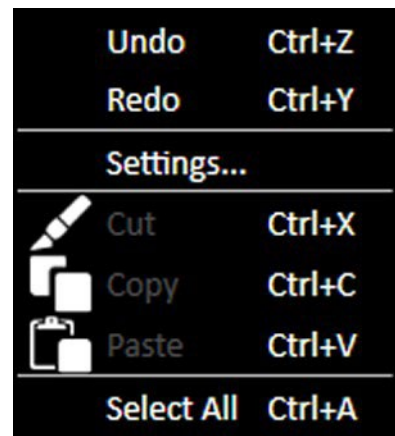 Undo Ctrl+Z
Redo Ctrl+Y
Settings...
Cut Ctrl+X
Copy Ctrl+C
Paste Ctrl+V
Select All Ctrl+A